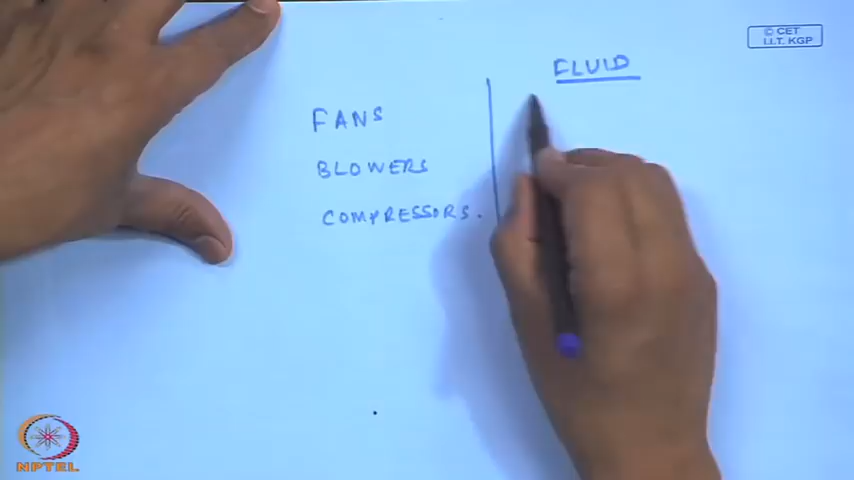 © CET
I.I.T. KGP
FLUID
FANS
BLOWERS
COMPRESSORS.
NPTEL